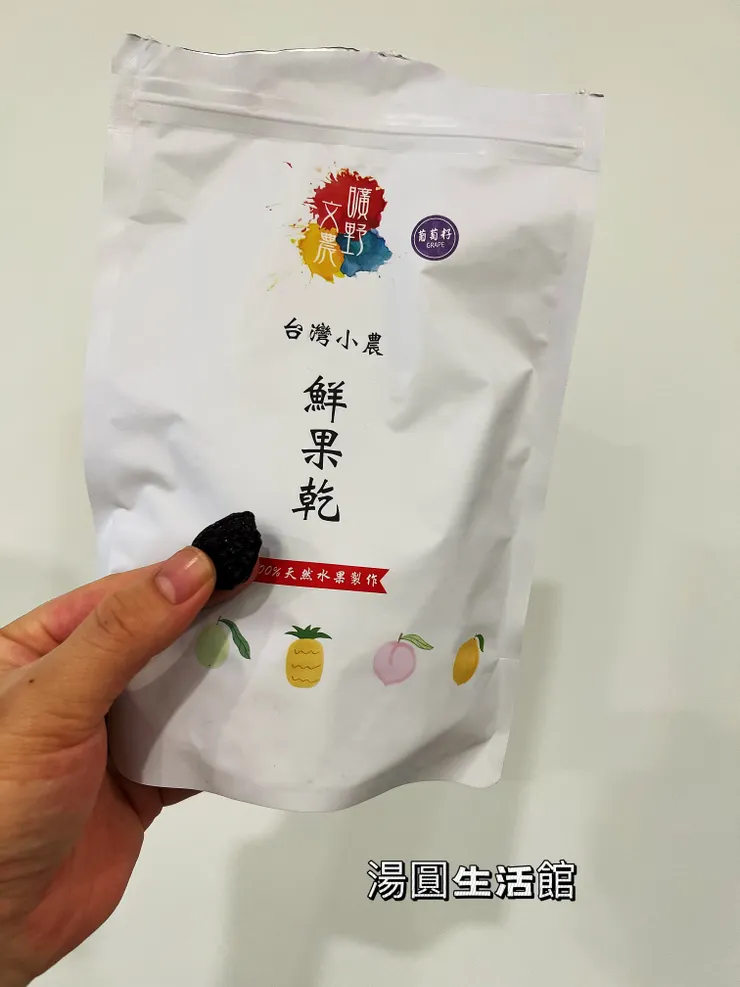 曠野
文農
葡萄籽
GRAPE
台灣小農
鮮果乾
00%天然水果製作
湯圓生活館